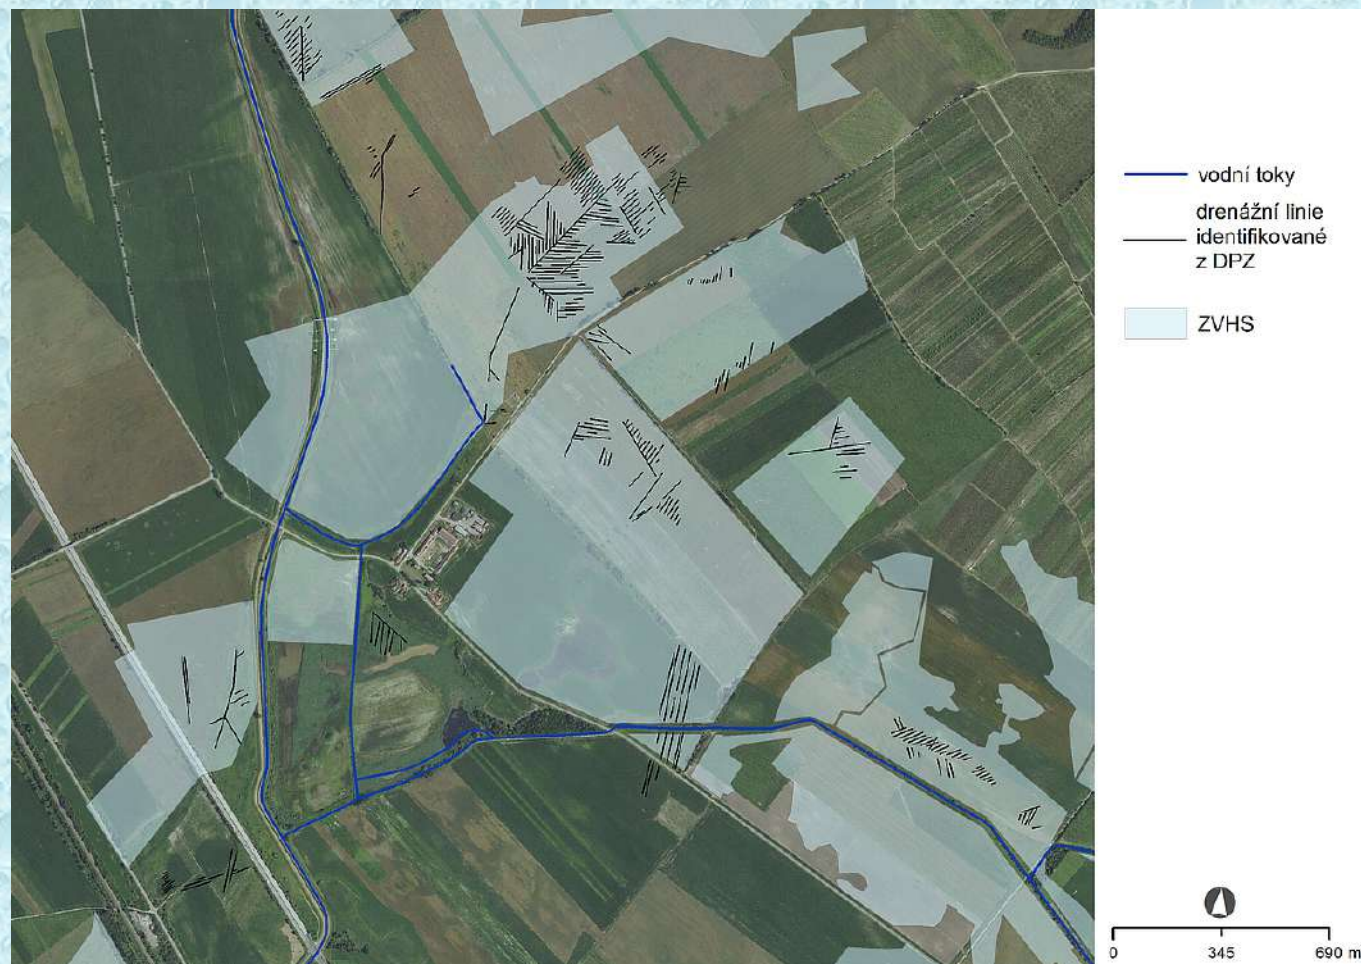 vodní toky
drenážní linie
identifikované
z DPZ
ZVHS
0 345 690 m